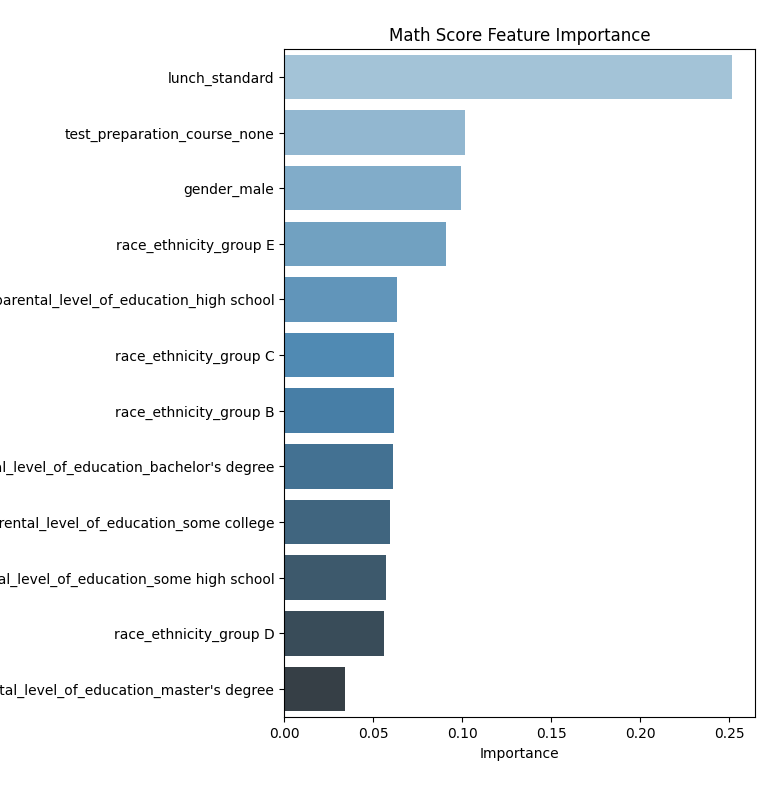 Math Score Feature Importance
lunch_standard
test_preparation_course_none
gender_male
race_ethnicity_group E
parental_level_of_education_high school
race_ethnicity_group C
race_ethnicity_group B
l_level_of_education_bachelor's degree
rental_level_of_education_some college
al_level_of_education_some high school
race_ethnicity_group D
tal_level_of_education_master's degree
0.00 0.05 0.10 0.15 0.20 0.25
Importance